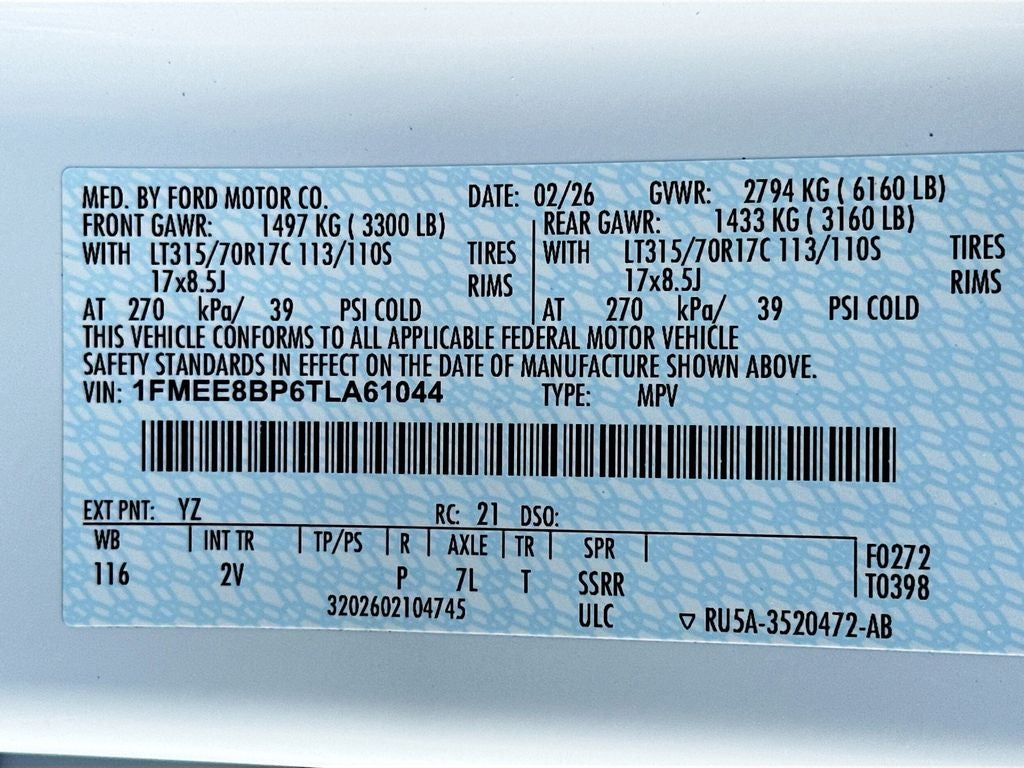 MFD. BY FORD MOTOR CO. DATE: 02/26 GVWR: 2794 KG ( 6160 LB)
FRONT GAWR: 1497 KG ( 3300 LB) REAR GAWR: 1433 KG ( 3160 LB)
WITH LT315/70R17C 113/110S TIRES WITH LT315/70R17C 113/110S TIRES
17x8.5J RIMS 17x8.5J RIMS
AT 270 kPa/ 39 PSI COLD AT 270 kPa/ 39 PSI COLD
THIS VEHICLE CONFORMS TO ALL APPLICABLE FEDERAL MOTOR VEHICLE
SAFETY STANDARDS IN EFFECT ON THE DATE OF MANUFACTURE SHOWN ABOVE.
VIN: 1FMEE8BP6TLA61044 TYPE: MPV
EXT PNT: YZ RC: 21 DSO:
WB INT TR TP/PS R AXLE TR SPR F0272
116 2V P 7L T SSRR T0398
3202602104745 ULC ▽ RU5A-3520472-AB